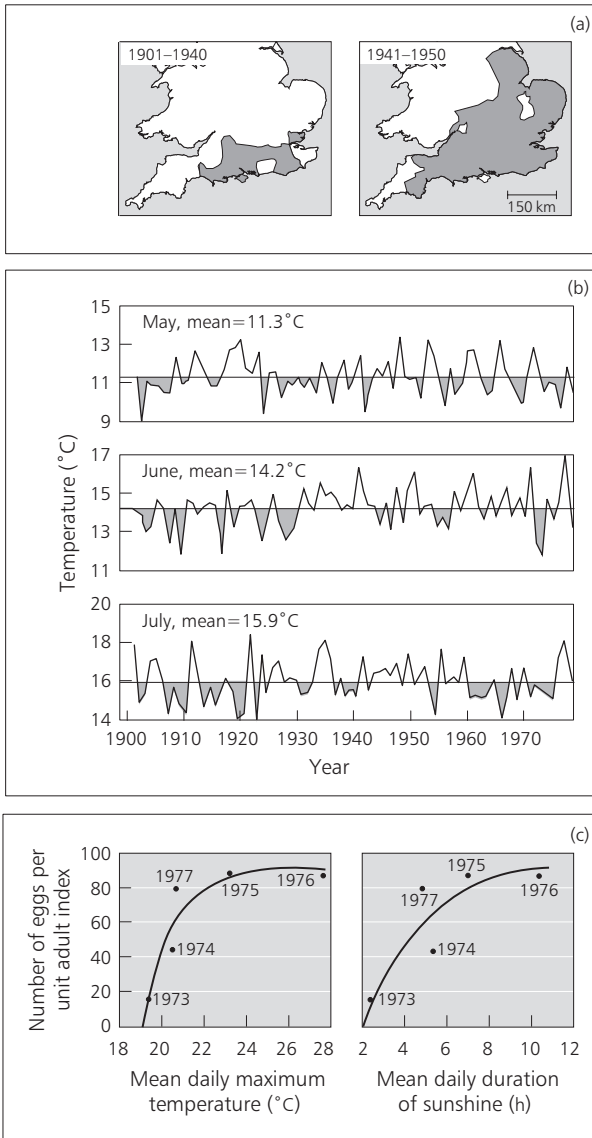 (a)
1901–1940
1941–1950
150 km
(b)
Temperature (˚C)
15
13
11
9
May, mean=11.3˚C
17
15
13
11
June, mean=14.2˚C
20
18
16
14
July, mean=15.9˚C
1900 1910 1920 1930 1940 1950 1960 1970
Year
(c)
Number of eggs per
unit adult index
100
80
60
40
20
0
1977
1975
1976
1974
1973
18 20 22 24 26 28
Mean daily maximum
temperature (˚C)
1975
1977
1976
1974
1973
2 4 6 8 10 12
Mean daily duration
of sunshine (h)